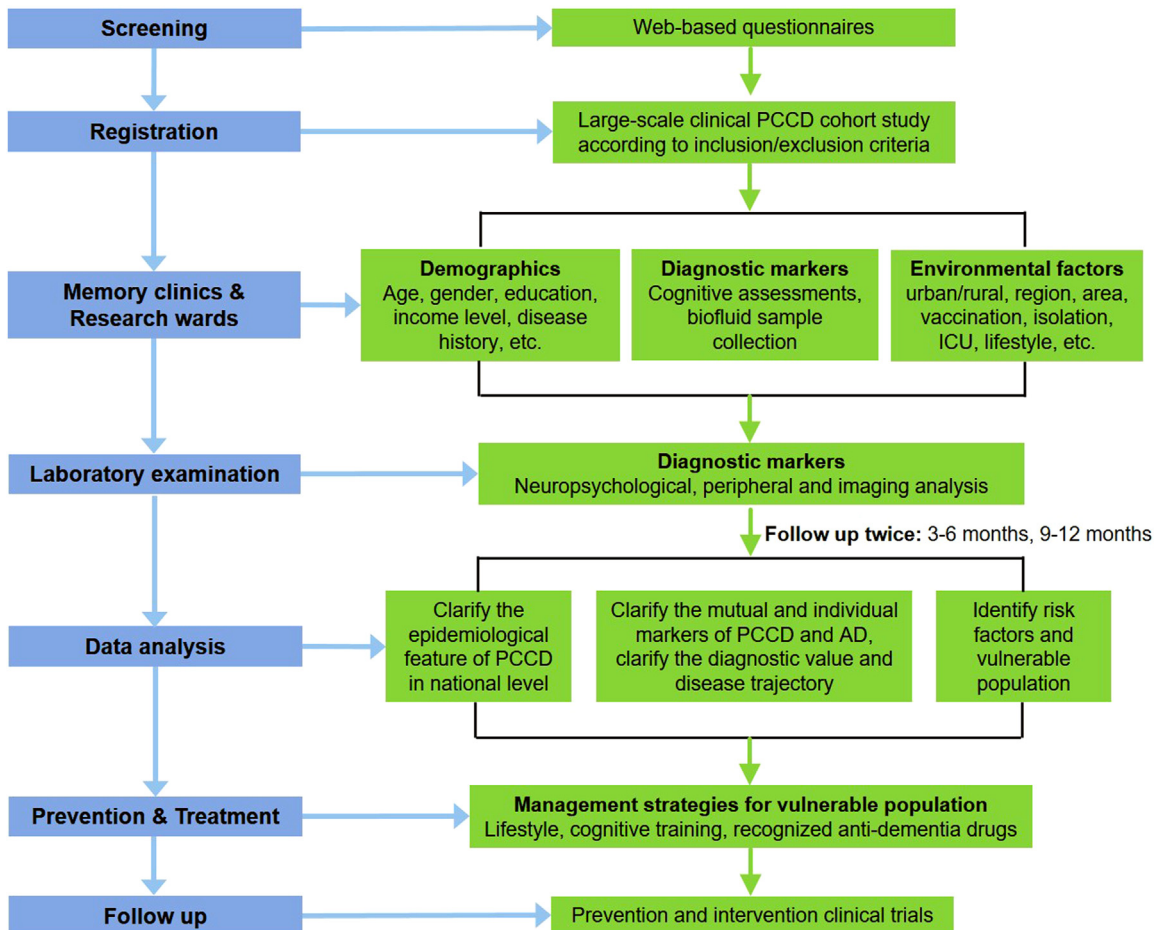 Screening
Web-based questionnaires
Registration
Large-scale clinical PCCD cohort study
according to inclusion/exclusion criteria
Memory clinics &
Research wards
Demographics
Age, gender, education,
income level, disease
history, etc.
Diagnostic markers
Cognitive assessments,
biofluid sample
collection
Environmental factors
urban/rural, region, area,
vaccination, isolation,
ICU, lifestyle, etc.
Laboratory examination
Diagnostic markers
Neuropsychological, peripheral and imaging analysis
Follow up twice: 3-6 months, 9-12 months
Data analysis
Clarify the
epidemiological
feature of PCCD
in national level
Clarify the mutual and individual
markers of PCCD and AD,
clarify the diagnostic value and
disease trajectory
Identify risk
factors and
vulnerable
population
Prevention & Treatment
Management strategies for vulnerable population
Lifestyle, cognitive training, recognized anti-dementia drugs
Follow up
Prevention and intervention clinical trials